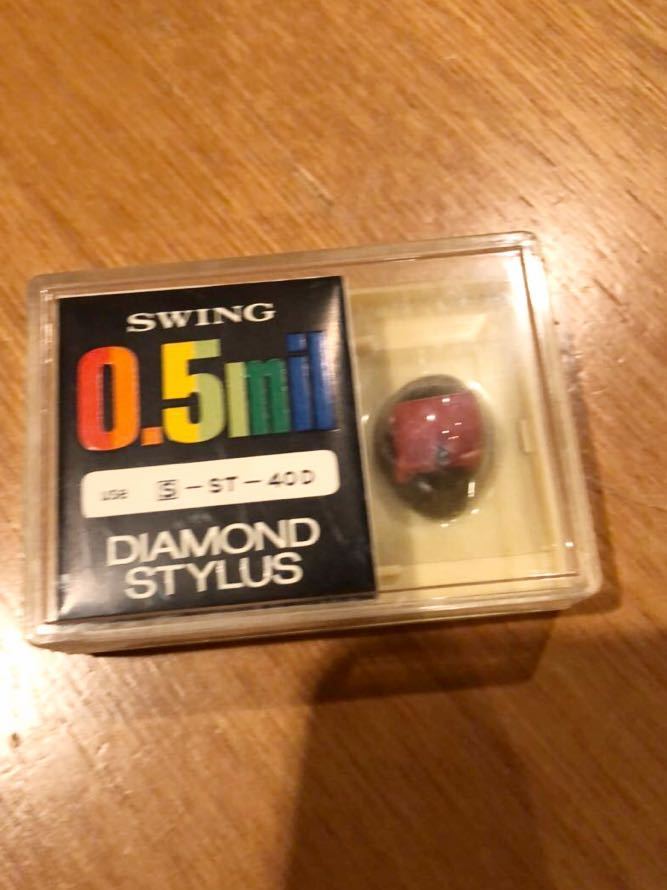 SWING
0.5mil
use S-ST-40D
DIAMOND
STYLUS